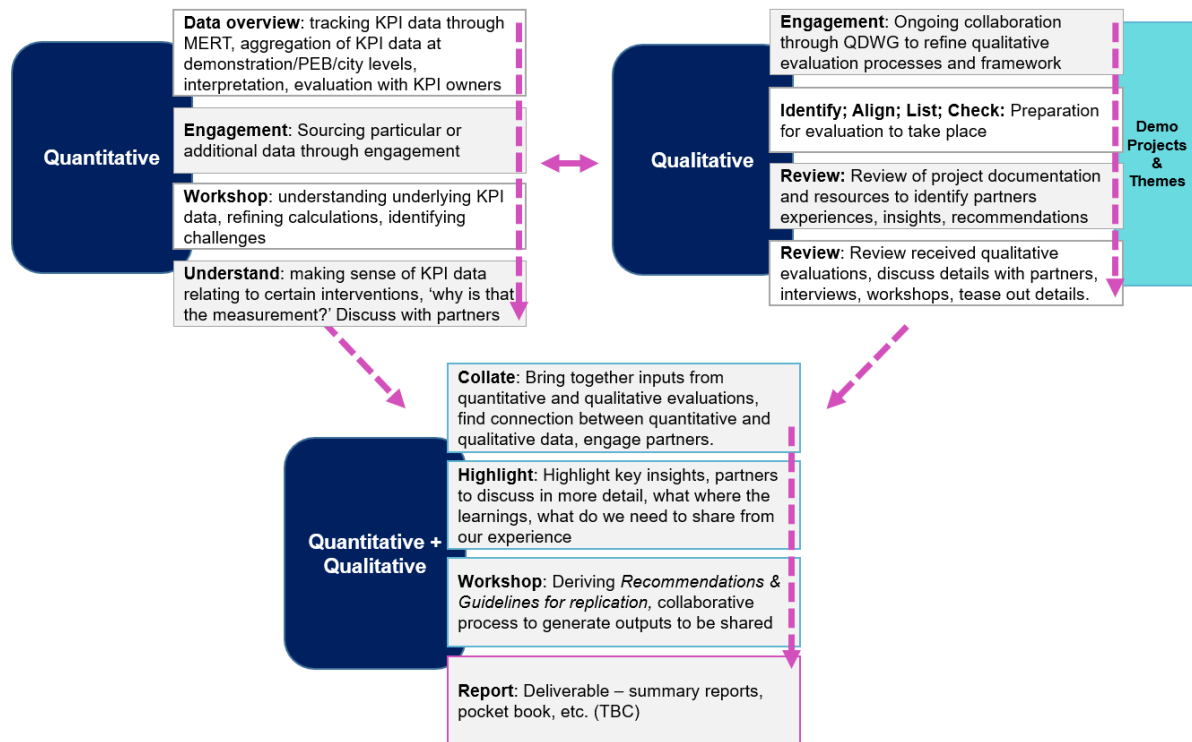 Quantitative
Data overview: tracking KPI data through
MERT, aggregation of KPI data at
demonstration/PEB/city levels,
interpretation, evaluation with KPI owners
Engagement: Sourcing particular or
additional data through engagement
Workshop: understanding underlying KPI
data, refining calculations, identifying
challenges
Understand: making sense of KPI data
relating to certain interventions, ‘why is that
the measurement?’ Discuss with partners
Qualitative
Engagement: Ongoing collaboration
through QDWG to refine qualitative
evaluation processes and framework
Identify; Align; List; Check: Preparation
for evaluation to take place
Review: Review of project documentation
and resources to identify partners
experiences, insights, recommendations
Review: Review received qualitative
evaluations, discuss details with partners,
interviews, workshops, tease out details.
Demo
Projects
&
Themes
Quantitative +
Qualitative
Collate: Bring together inputs from
quantitative and qualitative evaluations,
find connection between quantitative and
qualitative data, engage partners.
Highlight: Highlight key insights, partners
to discuss in more detail, what where the
learnings, what do we need to share from
our experience
Workshop: Deriving Recommendations &
Guidelines for replication, collaborative
process to generate outputs to be shared
Report: Deliverable – summary reports,
pocket book, etc. (TBC)